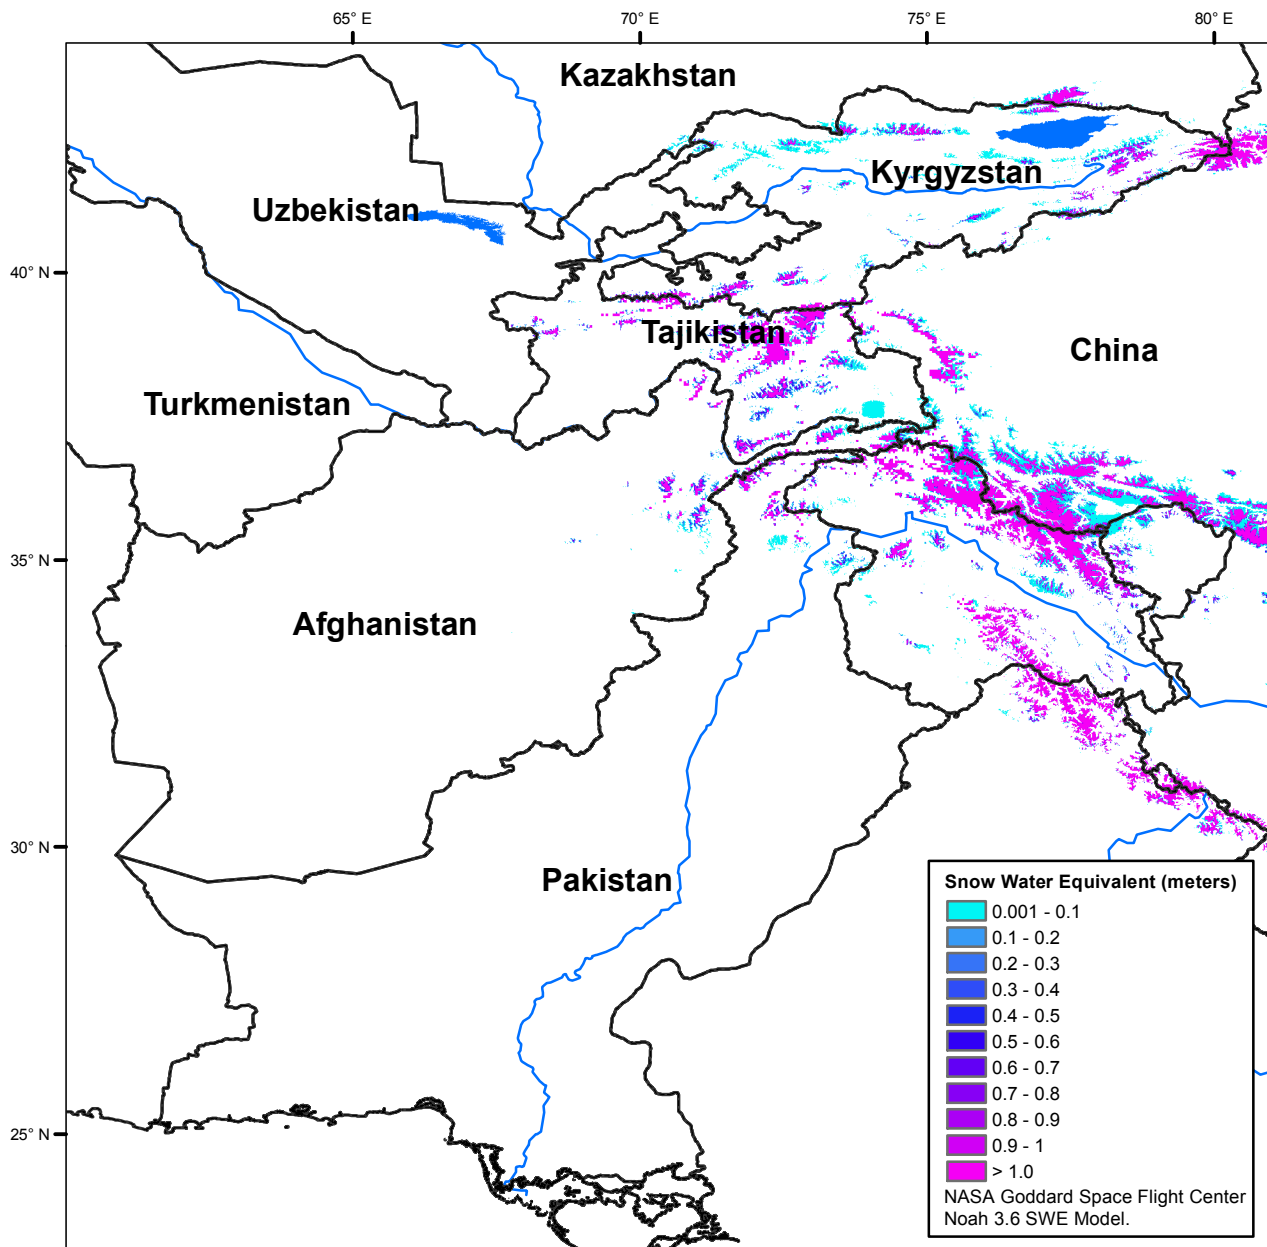 65° E
70° E
75° E
80° E
Kazakhstan
Kyrgyzstan
Uzbekistan
40° N
Tajikistan
China
Turkmenistan
35° N
Afghanistan
30° N
Pakistan
25° N
Snow Water Equivalent (meters)
0.001 - 0.1
0.1 - 0.2
0.2 - 0.3
0.3 - 0.4
0.4 - 0.5
0.5 - 0.6
0.6 - 0.7
0.7 - 0.8
0.8 - 0.9
0.9 - 1
> 1.0
NASA Goddard Space Flight Center
Noah 3.6 SWE Model.